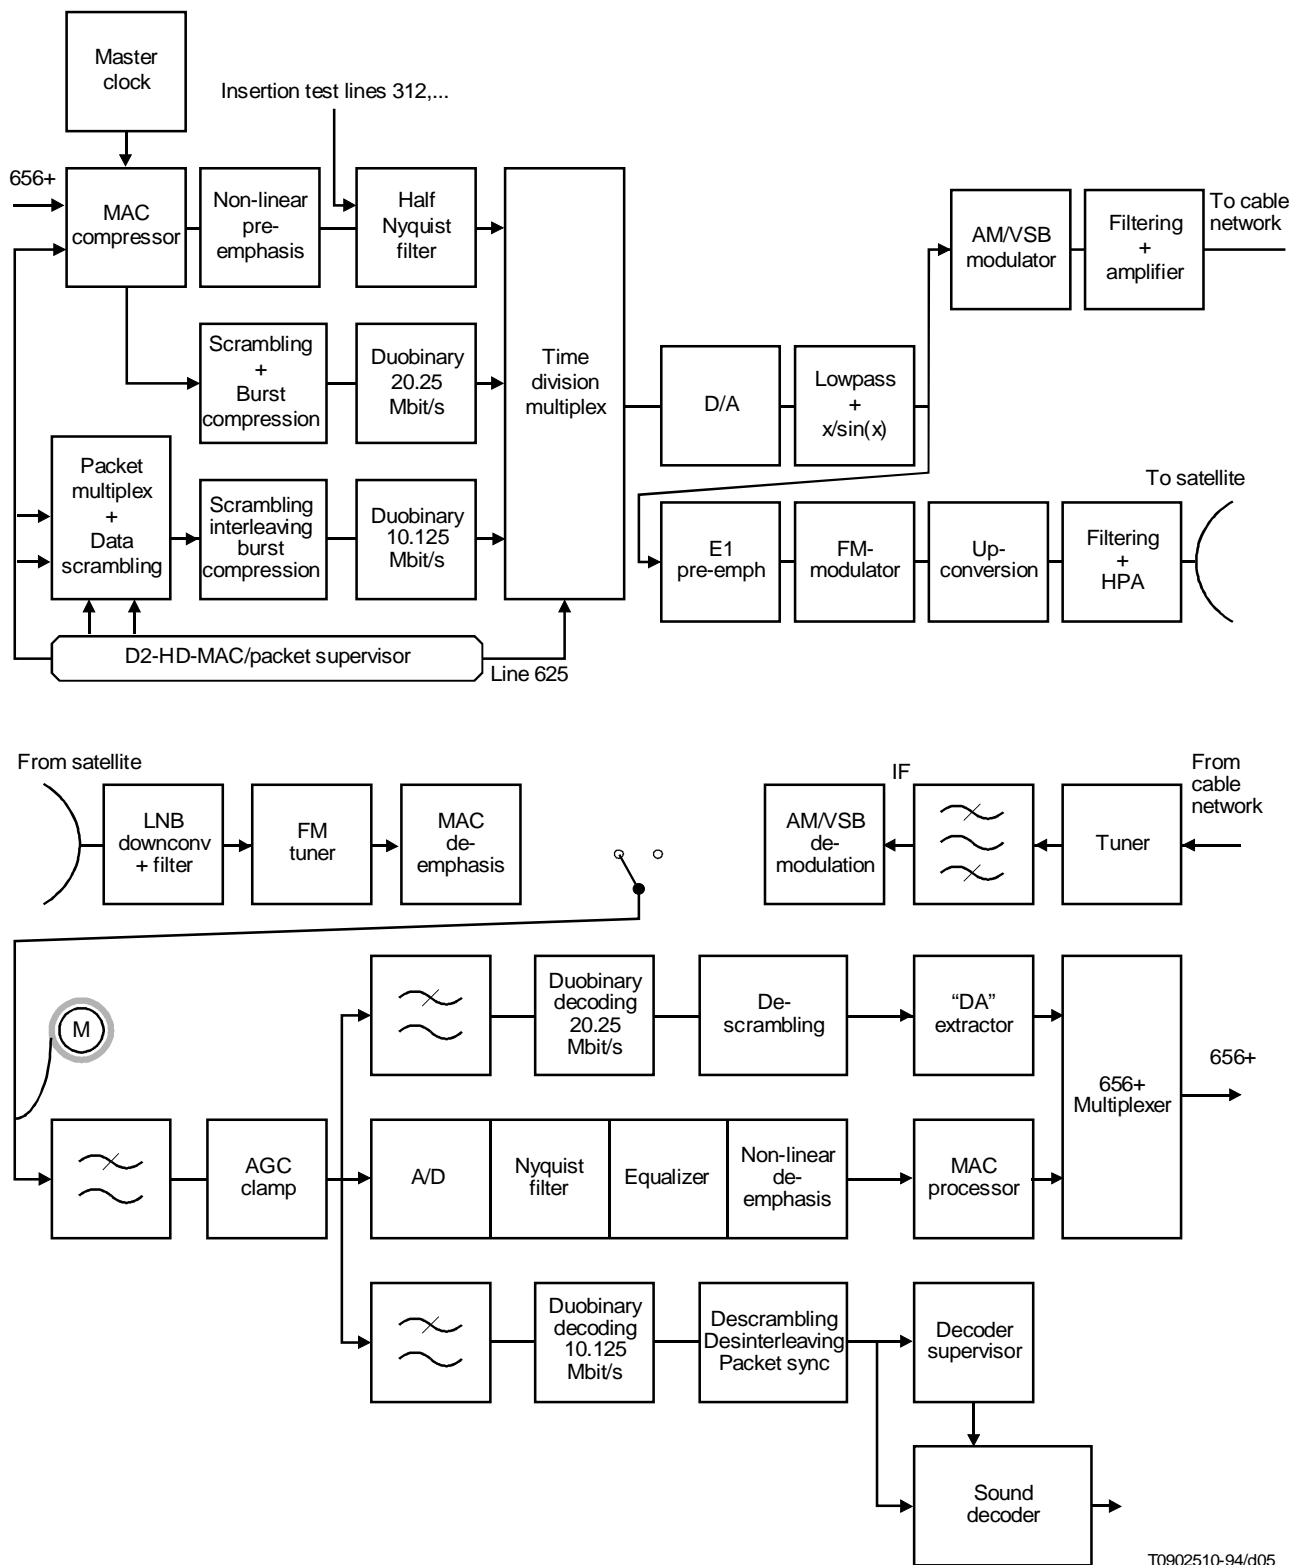 Master
clock
Insertion test lines 312,...
656+
MAC
compressor
Non-linear
pre-
emphasis
Half
Nyquist
filter
Scrambling
+
Burst
compression
Duobinary
20.25
Mbit/s
Time
division
multiplex
D/A
Lowpass
+
x/sin(x)
AM/VSB
modulator
Filtering
+
amplifier
To cable
network
Packet
multiplex
+
Data
scrambling
Scrambling
interleaving
burst
compression
Duobinary
10.125
Mbit/s
E1
pre-emph
FM-
modulator
Up-
conversion
Filtering
+
HPA
To satellite
D2-HD-MAC/packet supervisor
Line 625
From satellite
LNB
downconv
+ filter
FM
tuner
MAC
de-
emphasis
AM/VSB
de-
modulation
IF
Tuner
From
cable
network
M
Duobinary
decoding
20.25
Mbit/s
De-
scrambling
“DA”
extractor
656+
Multiplexer
656+
AGC
clamp
A/D
Nyquist
filter
Equalizer
Non-linear
de-
emphasis
MAC
processor
Duobinary
decoding
10.125
Mbit/s
Descrambling
Desinterleaving
Packet sync
Decoder
supervisor
Sound
decoder
T0902510-94/d05